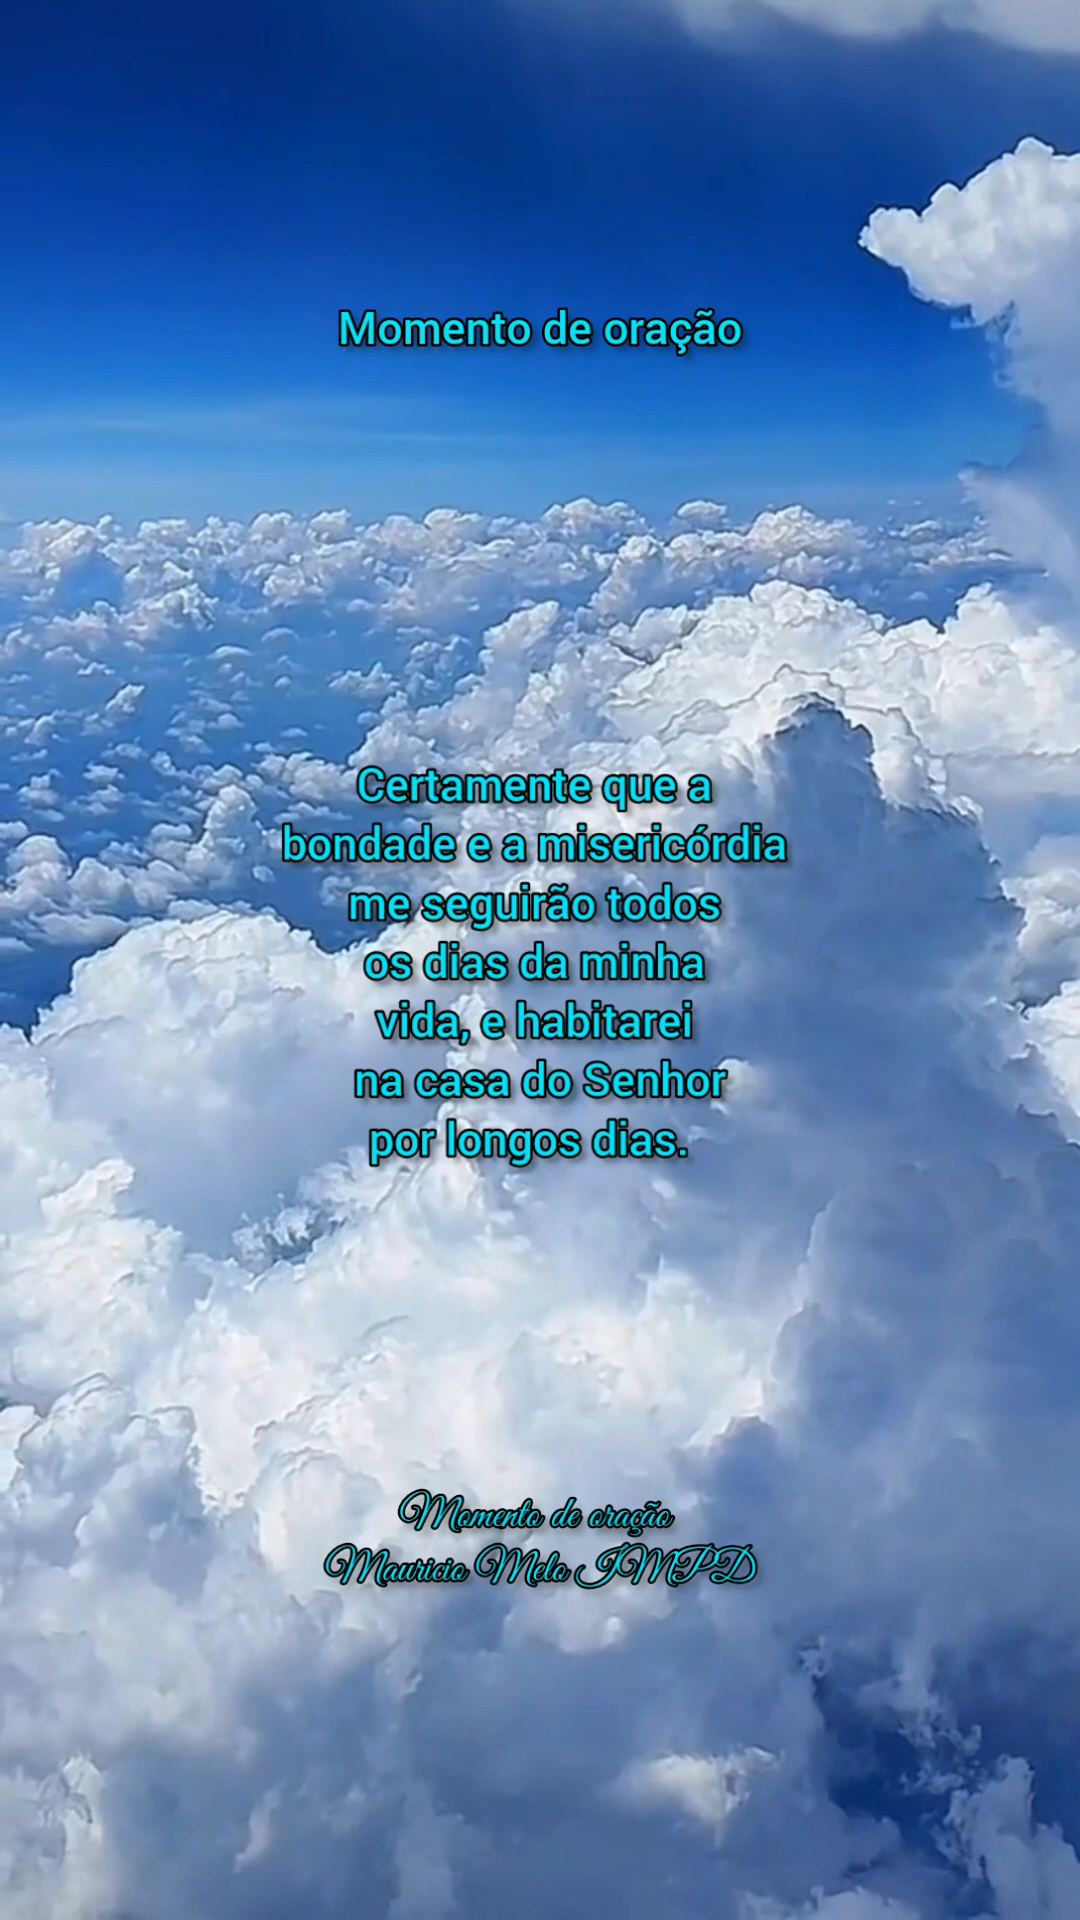 Momento de oração
Certamente que a
bondade e a misericórdia
me seguirão todos
os dias da minha
vida, e habitarei
na casa do Senhor
por longos dias.
Momento de oração
Mauricio Melo IMPD